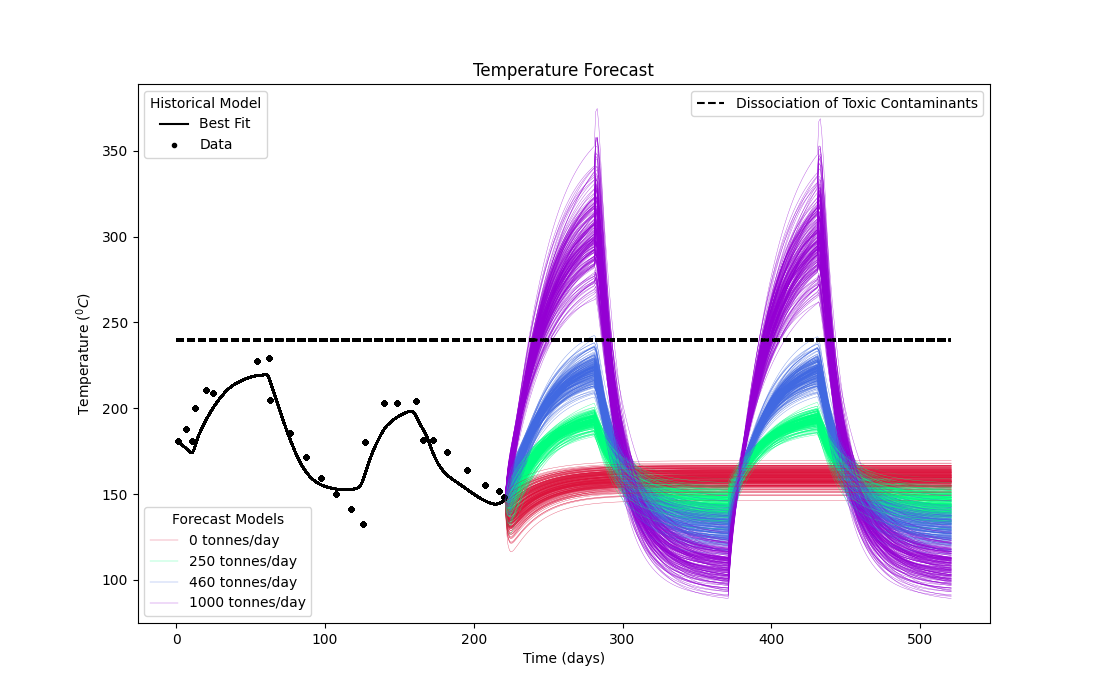 Temperature Forecast
Historical Model
Best Fit
Data
Dissociation of Toxic Contaminants
350
300
250
200
150
100
Temperature (⁰C)
Forecast Models
0 tonnes/day
250 tonnes/day
460 tonnes/day
1000 tonnes/day
0 100 200 300 400 500
Time (days)